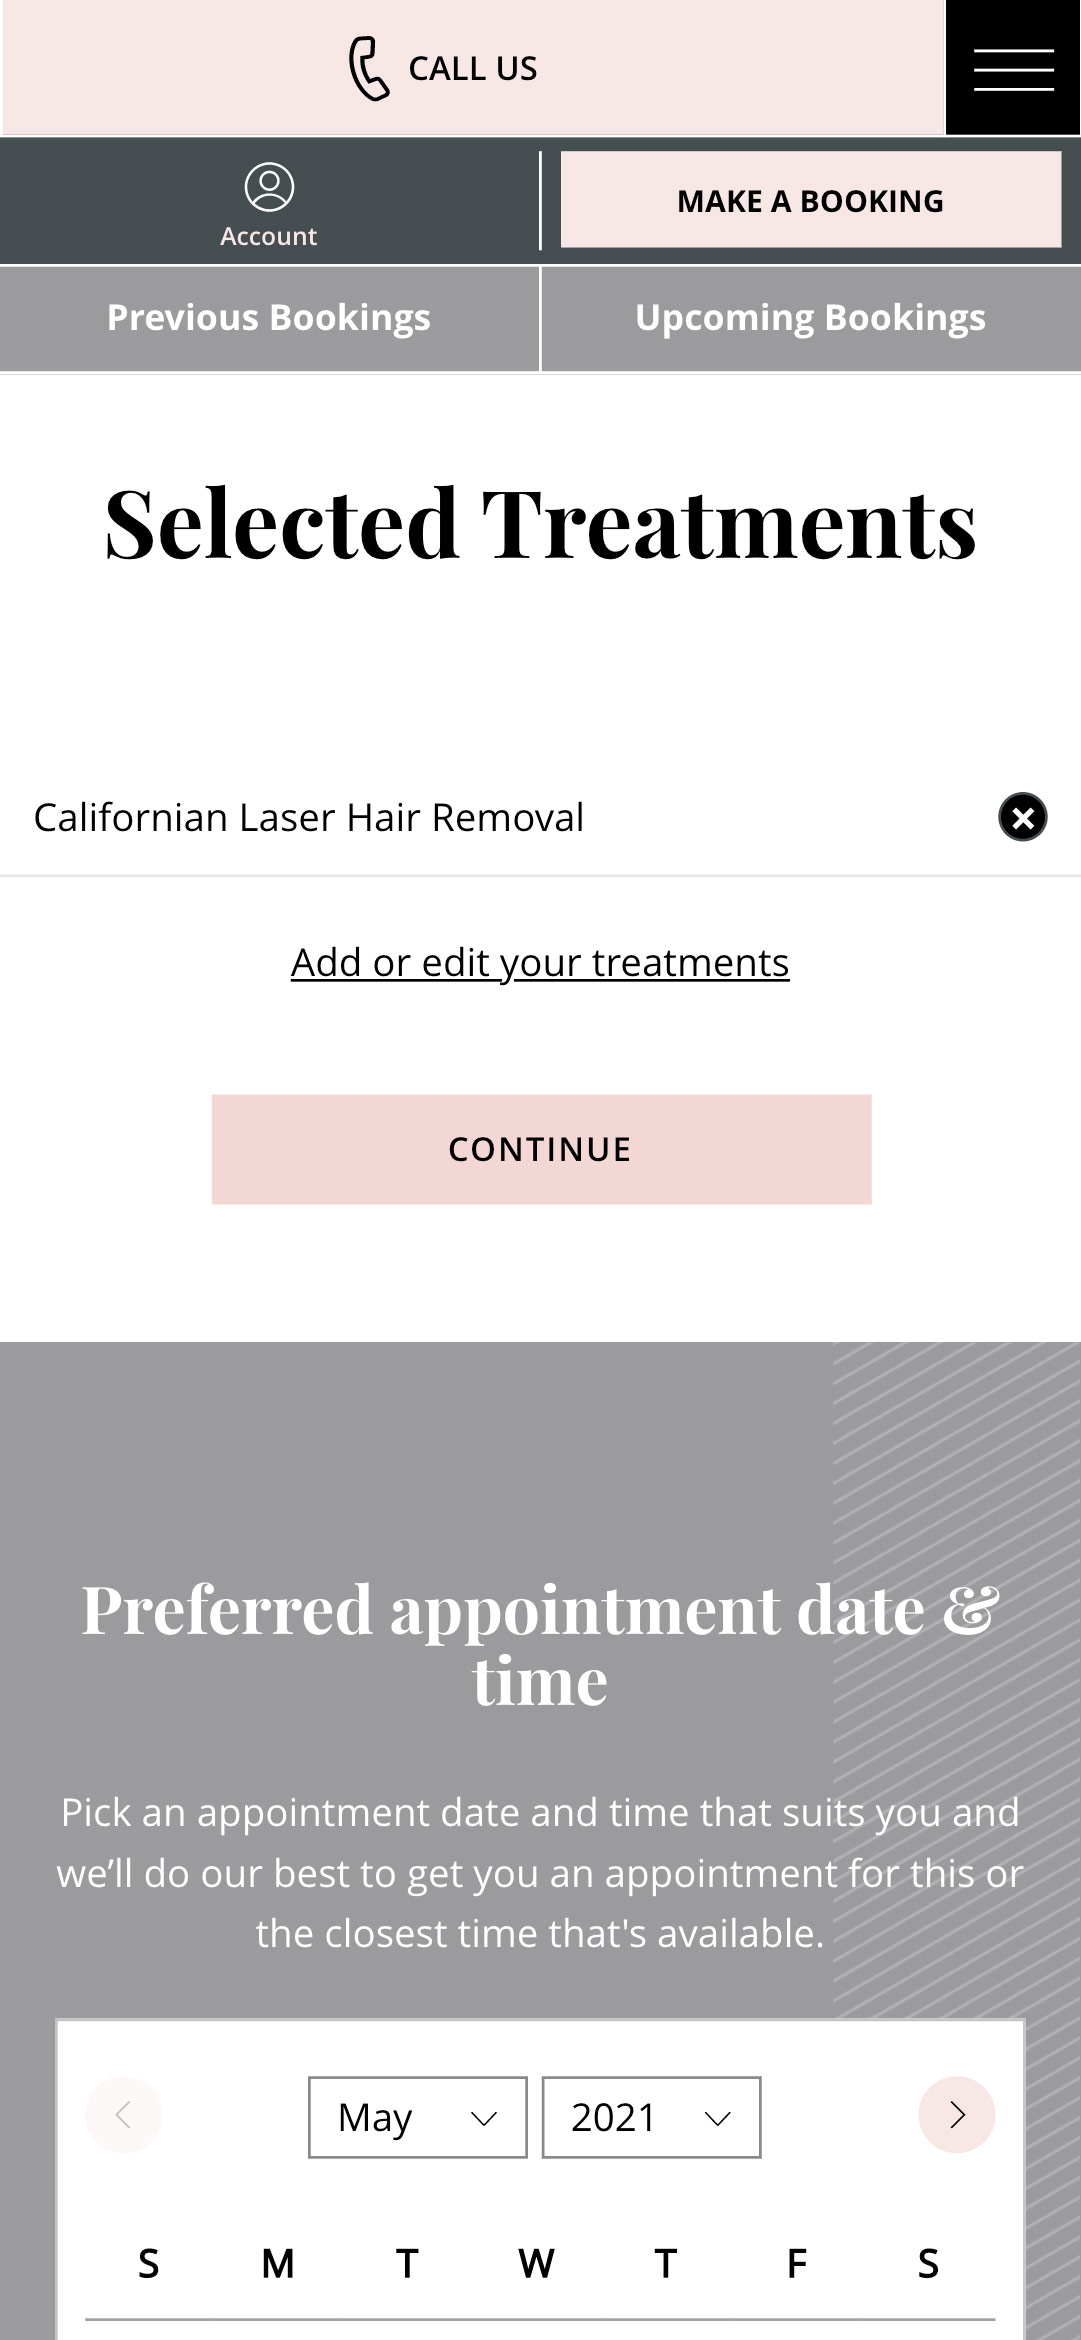 CALL US
Account
MAKE A BOOKING
Previous Bookings
Upcoming Bookings
Selected Treatments
Californian Laser Hair Removal
Add or edit your treatments
CONTINUE
Preferred appointment date &
time
Pick an appointment date and time that suits you and
we’ll do our best to get you an appointment for this or
the closest time that's available.
May 2021
S M T W T F S